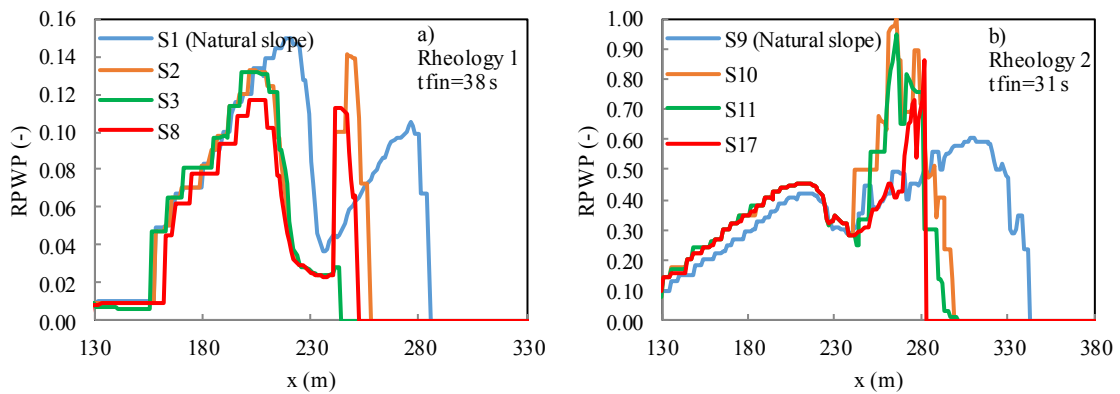 0.16
0.14
0.12
0.10
0.08
0.06
0.04
0.02
0.00
RPWP (-)
S1 (Natural slope)
S2
S3
S8
a)
Rheology 1
tfin=38 s
130 180 230 280 330
x (m)
1.00
0.90
0.80
0.70
0.60
0.50
0.40
0.30
0.20
0.10
0.00
RPWP (-)
S9 (Natural slope)
S10
S11
S17
b)
Rheology 2
tfin=31 s
130 180 230 280 330 380
x (m)